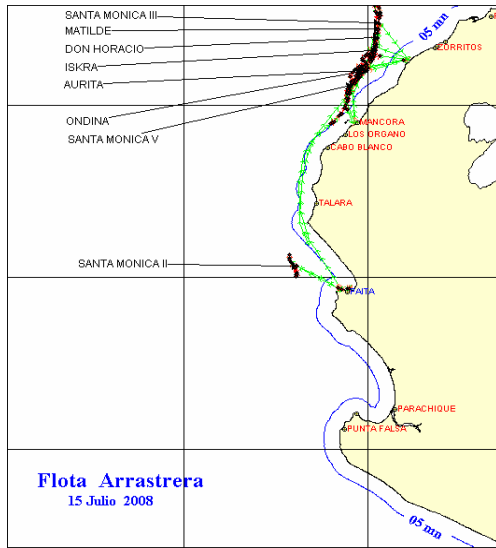 SANTA MONICA III
MATILDE
DON HORACIO
ISKRA
AURITA
ONDINA
SANTA MONICA V
05 mn
ZORRITOS
MANCORA
LOS ORGANO
CABO BLANCO
TALARA
SANTA MONICA II
PAITA
PARACHIQUE
PUNTA FALSA
Flota Arrastrera
15 Julio 2008
05 mn